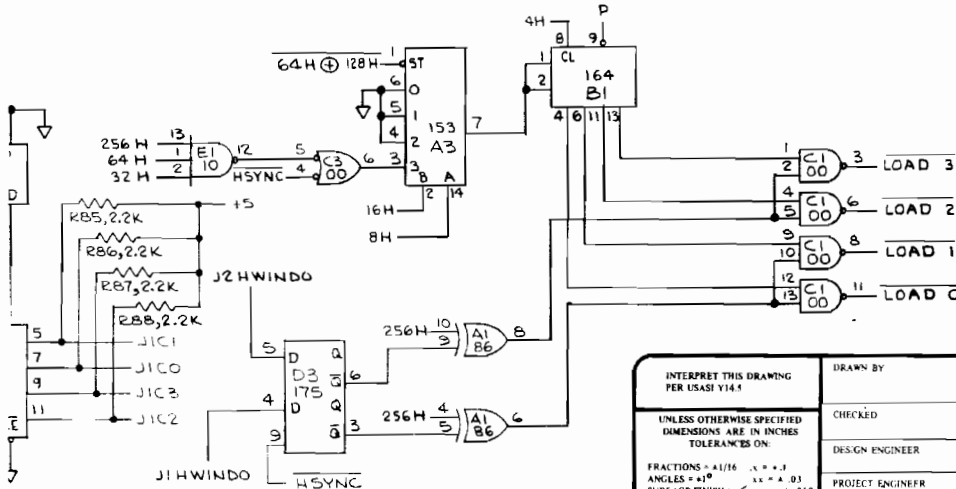 4H
P
8
9
64H ⊕ 128H
1
ST
CL
1
2
164
B1
6
0
5
1
4
2
153
A3
7
4 6 11 13
256 H 13
64 H 1
32 H 2
E1
10
12
5
HSYNC 4
C3
00
6
3
3
B A
2 14
16H
8H
1
2
C1
00
3
LOAD 3
4
5
C1
00
6
LOAD 2
9
10
C1
00
8
LOAD 1
12
13
C1
00
11
LOAD 0
+5
R85, 2.2K
R86, 2.2K
R87, 2.2K
R88, 2.2K
D
5
J1C1
7
J1C0
9
J1C3
11
J1C2
E
J2HWINDO
J1HWINDO
HSYNC
5
D Q
Q
6
D3
175
4
D Q
Q
3
9
256H 10
9
A1
86
8
256H 4
5
A1
86
6
INTERPRET THIS DRAWING
PER USASI Y14.5
DRAWN BY
UNLESS OTHERWISE SPECIFIED
DIMENSIONS ARE IN INCHES
TOLERANCES ON:
CHECKED
DESIGN ENGINEER
FRACTIONS = ±1/16 .x = ±.1
ANGLES = ±1° .xx = ± .03
PROJECT ENGINEER